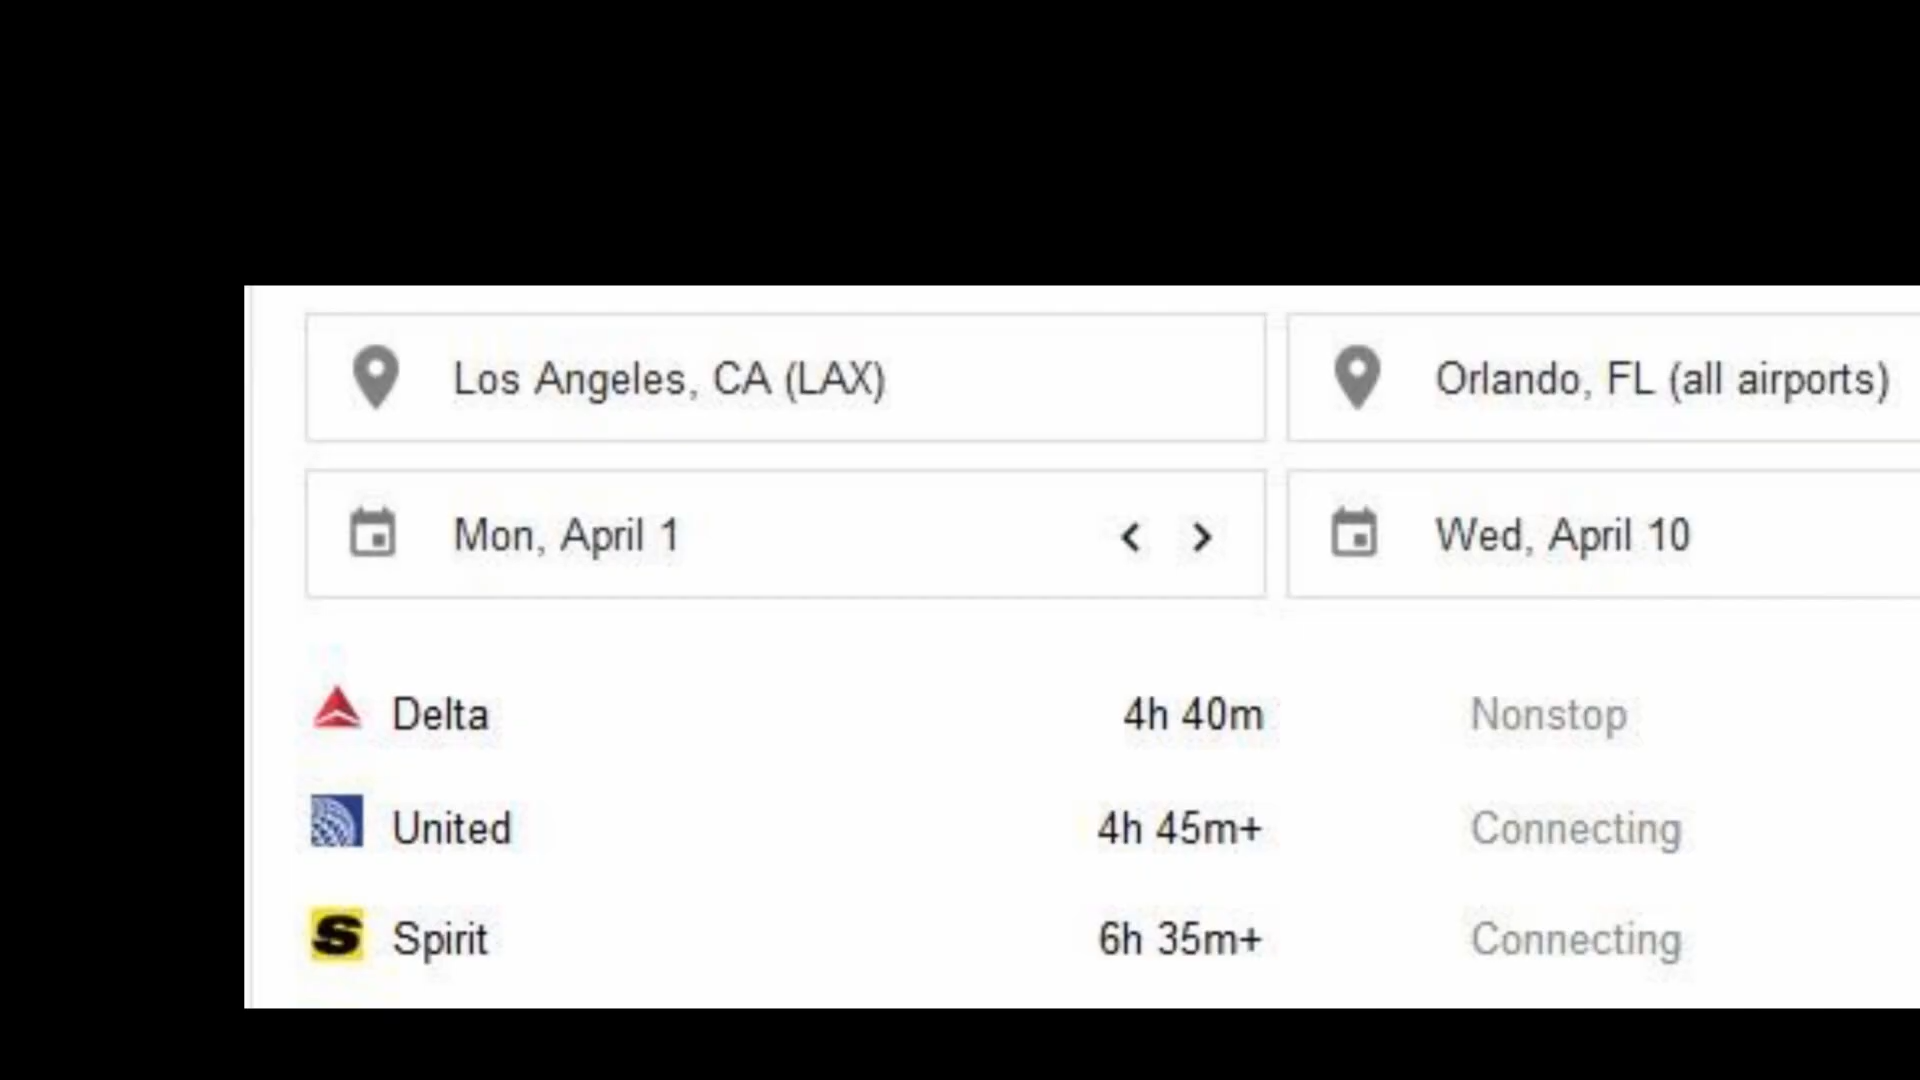 Los Angeles, CA (LAX) Orlando, FL (all airports)
Mon, April 1 < > Wed, April 10
Delta 4h 40m Nonstop
United 4h 45m+ Connecting
S Spirit 6h 35m+ Connecting